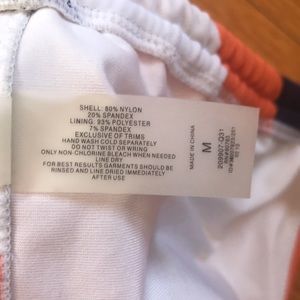 SHELL: 80% NYLON
20% SPANDEX
LINING: 93% POLYESTER
7% SPANDEX
EXCLUSIVE OF TRIMS
HAND WASH COLD SEPARATELY
DO NOT TWIST OR WRING
ONLY NON-CHLORINE BLEACH WHEN NEEDED
LINE DRY
FOR BEST RESULTS GARMENTS SHOULD BE
RINSED AND LINE DRIED IMMEDIATELY
AFTER USE
MADE IN CHINA
M